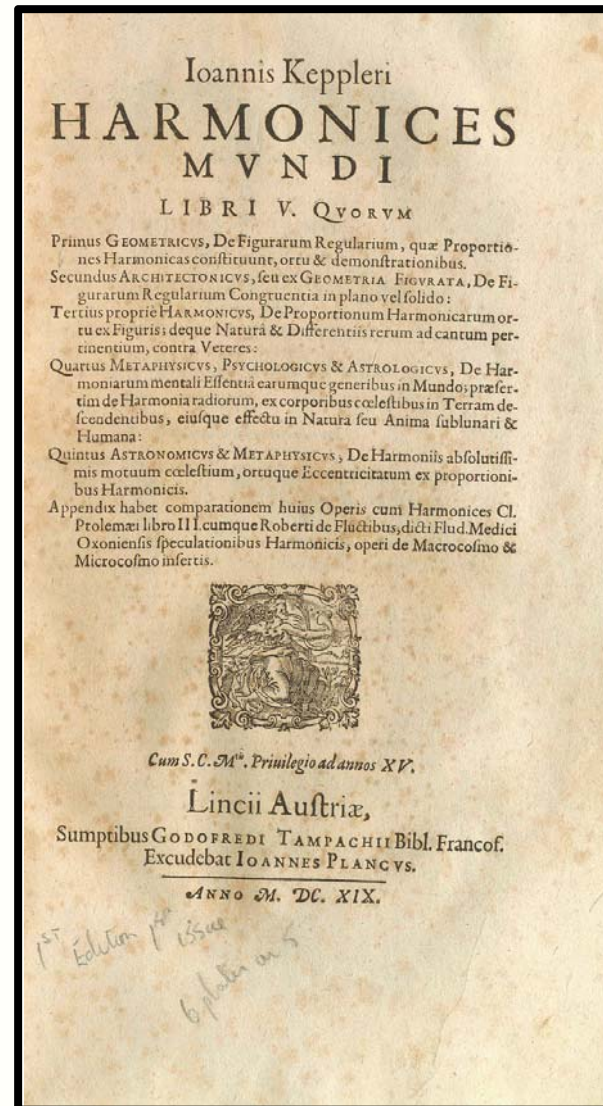 Ioannis Keppleri
HARMONICES
MVNDI
LIBRI V. QVORVM
Primus GEOMETRICVS, De Figurarum Regularium, quæ Proportio-
nes Harmonicas conſtituunt, ortu & demonſtrationibus.
Secundus ARCHITECTONICVS, ſeu ex GEOMETRIA FIGVRATA, De Fi-
gurarum Regularium Congruentia in plano vel ſolido:
Tertius proprie HARMONICVS, De Proportionum Harmonicarum or-
tu ex Figuris; deque Naturâ & Differentiis rerum ad cantum per-
tinentium, contra Veteres:
Quartus METAPHYSICVS, PSYCHOLOGICVS & ASTROLOGICVS, De Har-
moniarum mentali Eſſentiâ earumque generibus in Mundo; præſer-
tim de Harmonia radiorum, ex corporibus cœleſtibus in Terram de-
ſcendentibus, eiuſque effectu in Natura ſeu Anima ſublunari &
Humana:
Quintus ASTRONOMICVS & METAPHYSICVS, De Harmoniis abſolutiſſi-
mis motuum cœleſtium, ortuque Eccentricitatum ex proportioni-
bus Harmonicis.
Appendix habet comparationem huius Operis cum Harmonices Cl.
Ptolemæi libro III. cumque Roberti de Fluctibus, dicti Flud. Medici
Oxonienſis ſpeculationibus Harmonicis, operi de Macrocoſmo &
Microcoſmo inſertis.
Cum S. C. Mtis. Priuilegio ad annos XV.
Lincii Auſtriæ,
Sumptibus GODOFREDI TAMPACHII Bibl. Francof.
Excudebat IOANNES PLANCVS.
ANNO M. DC. XIX.
1ST Edition 1st issue
6 plates on 5